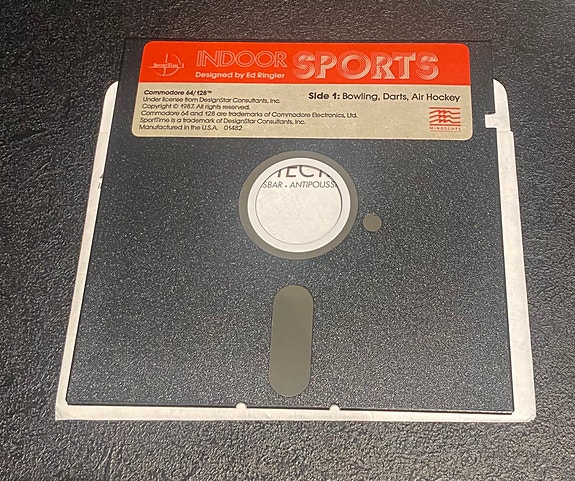 SportTime
INDOOR SPORTS
Designed by Ed Ringler
Commodore 64/128™
Under license from DesignStar Consultants, Inc.
Copyright © 1987. All rights reserved.
Commodore 64 and 128 are trademarks of Commodore Electronics, Ltd.
SportTime is a trademark of DesignStar Consultants, Inc.
Manufactured in the U.S.A. 01462
Side 1: Bowling, Darts, Air Hockey
MINDSCAPE
SBAR - ANTIPOUSS